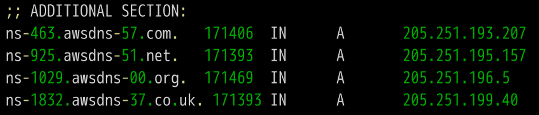 ;; ADDITIONAL SECTION:
ns-463.awsdns-57.com. 171406 IN A 205.251.193.207
ns-925.awsdns-51.net. 171393 IN A 205.251.195.157
ns-1029.awsdns-00.org. 171469 IN A 205.251.196.5
ns-1832.awsdns-37.co.uk. 171393 IN A 205.251.199.40